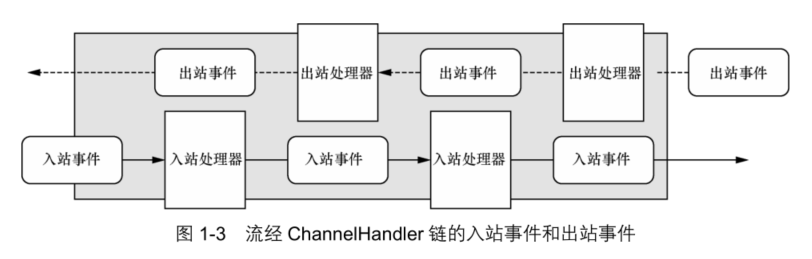 出站事件 出站处理器 出站事件 出站处理器 出站事件
入站事件 入站处理器 入站事件 入站处理器 入站事件
图 1-3 流经 ChannelHandler 链的入站事件和出站事件